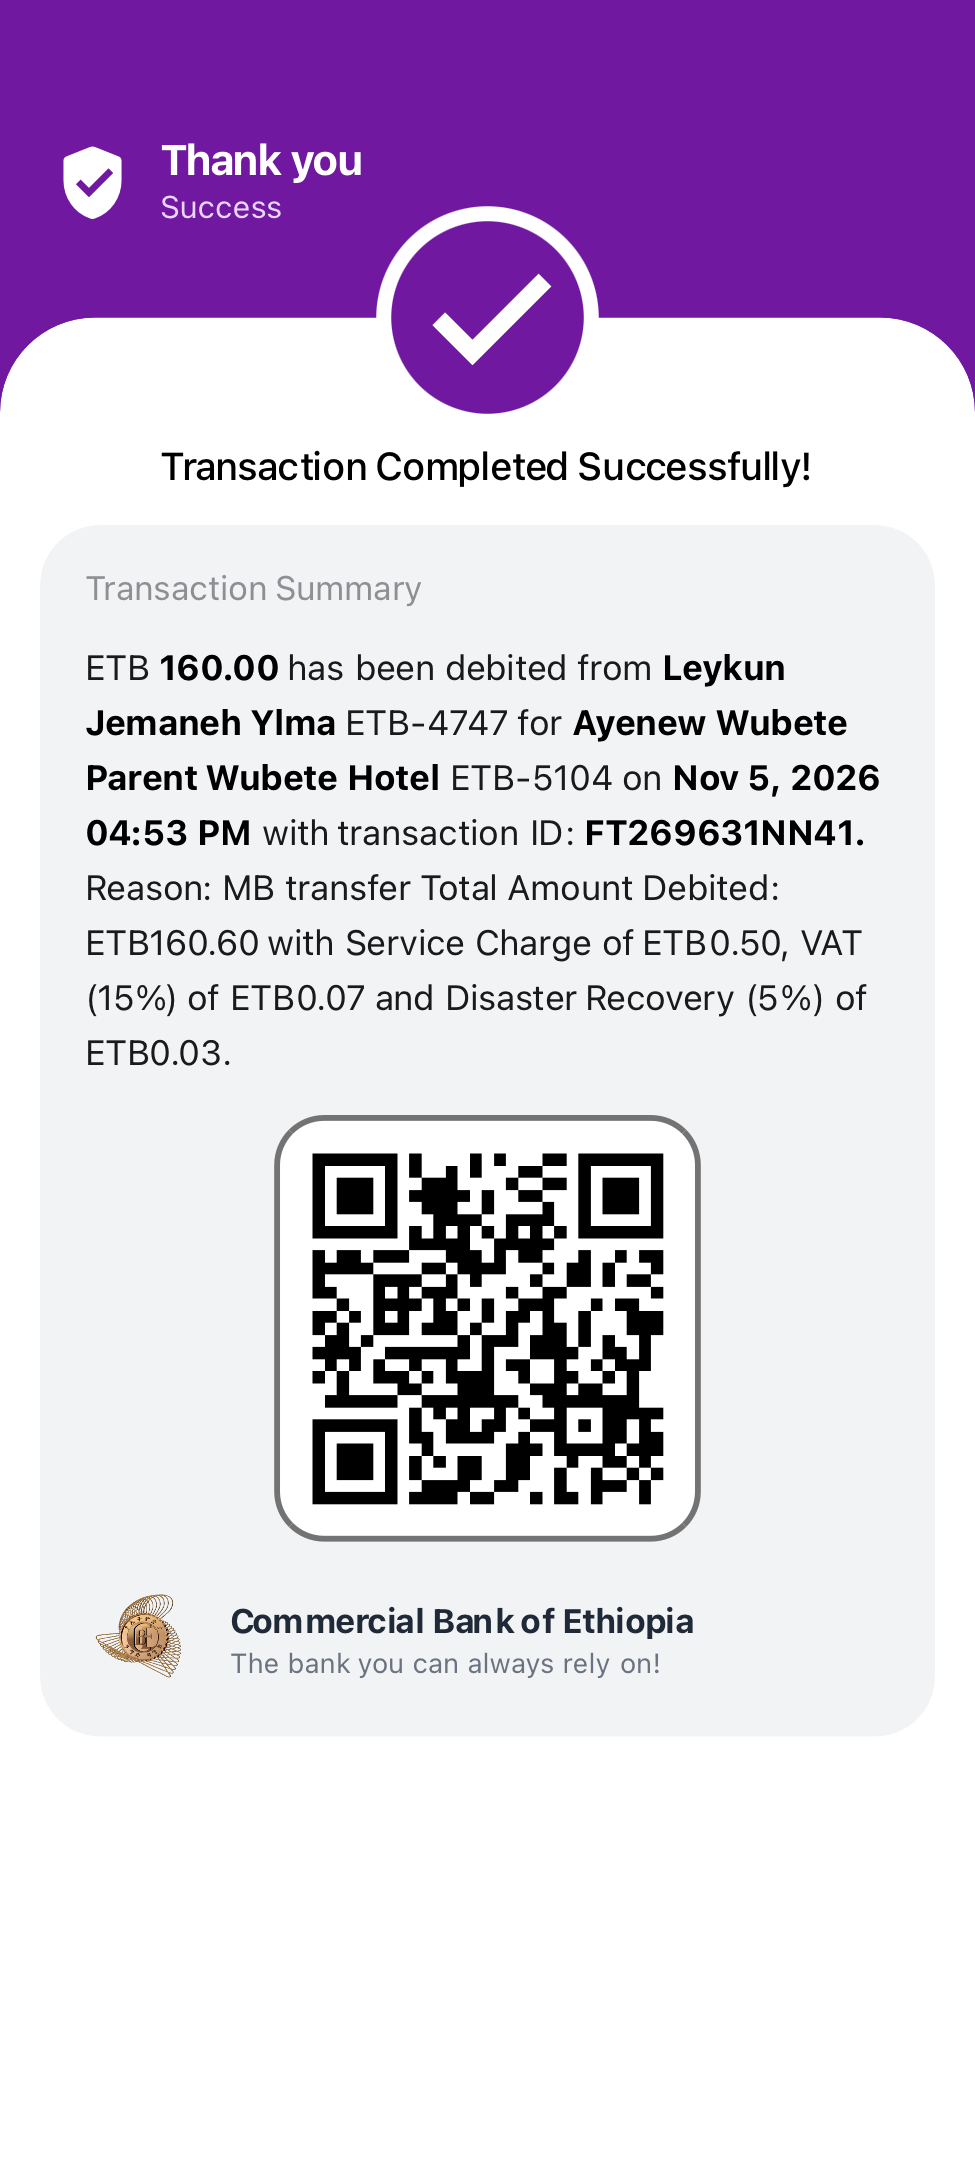 Thank you
Success
Transaction Completed Successfully!
Transaction Summary
ETB 160.00 has been debited from Leykun
Jemaneh Ylma ETB-4747 for Ayenew Wubete
Parent Wubete Hotel ETB-5104 on Nov 5, 2026
04:53 PM with transaction ID: FT269631NN41.
Reason: MB transfer Total Amount Debited:
ETB160.60 with Service Charge of ETB0.50, VAT
(15%) of ETB0.07 and Disaster Recovery (5%) of
ETB0.03.
Commercial Bank of Ethiopia
The bank you can always rely on!